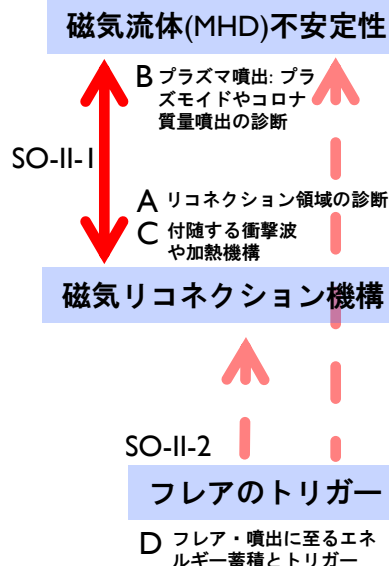 磁気流体(MHD)不安定性
B プラズマ噴出: プラ
ズモイドやコロナ
質量噴出の診断
SO-II-1
A リコネクション領域の診断
C 付随する衝撃波
や加熱機構
磁気リコネクション機構
SO-II-2
フレアのトリガー
D フレア・噴出に至るエネ
ルギー蓄積とトリガー